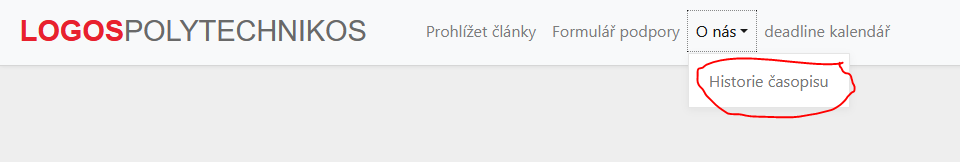 LOGOSPOLYTECHNIKOS Prohlížet články Formulář podpory O nás deadline kalendář
Historie časopisu